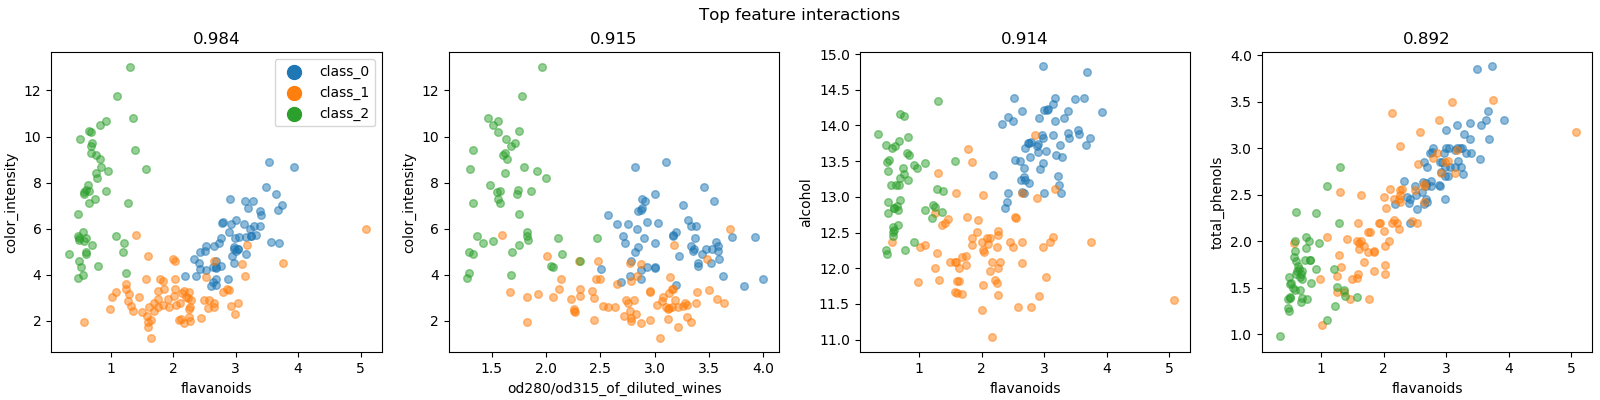 Top feature interactions
0.984
color_intensity
12
10
8
6
4
2
class_0
class_1
class_2
1 2 3 4 5
flavanoids
0.915
color_intensity
12
10
8
6
4
2
1.5 2.0 2.5 3.0 3.5 4.0
od280/od315_of_diluted_wines
0.914
alcohol
15.0
14.5
14.0
13.5
13.0
12.5
12.0
11.5
11.0
1 2 3 4 5
flavanoids
0.892
total_phenols
4.0
3.5
3.0
2.5
2.0
1.5
1.0
1 2 3 4 5
flavanoids